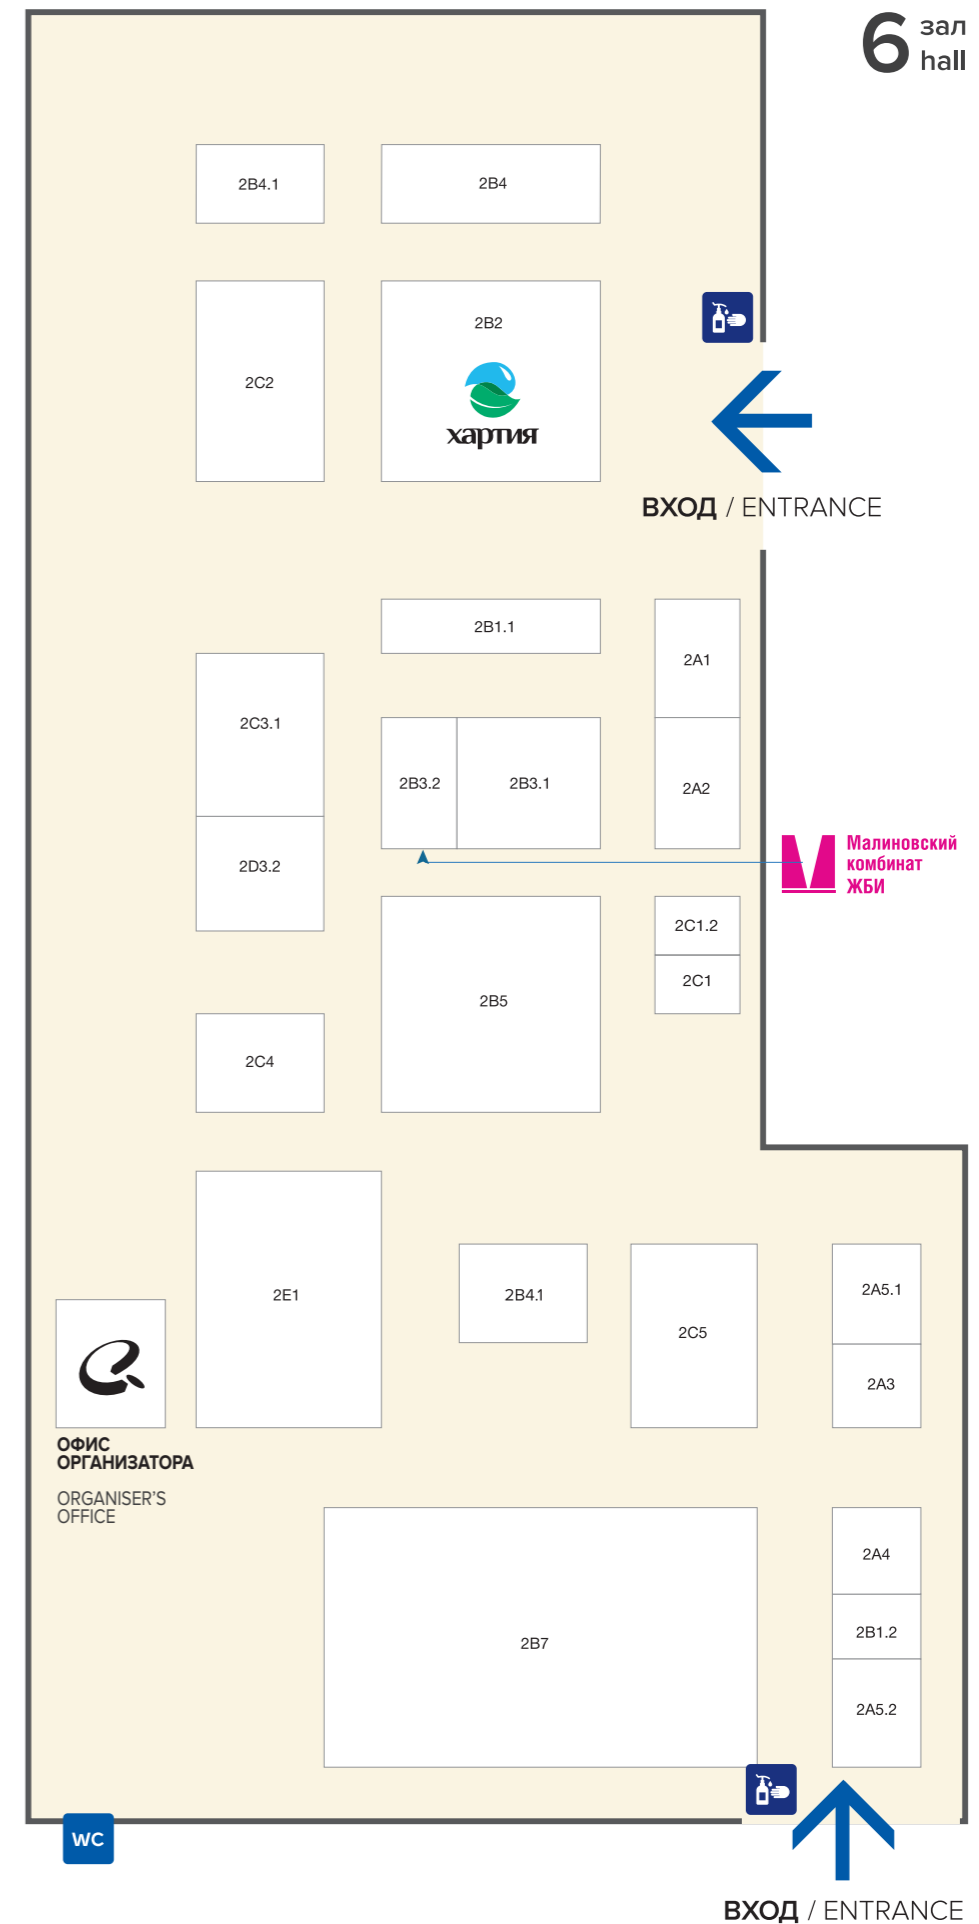 6 зал
hall
2B4.1
2B4
2C2
2B2
хартия
ВХОД / ENTRANCE
2B1.1
2A1
2C3.1
2B3.2
2B3.1
2A2
Малиновский
комбинат
ЖБИ
2D3.2
2C1.2
2C1
2B5
2C4
2E1
2B4.1
2C5
2A5.1
2A3
ОФИС
ОРГАНИЗАТОРА
ORGANISER'S
OFFICE
2A4
2B1.2
2B7
2A5.2
WC
ВХОД / ENTRANCE